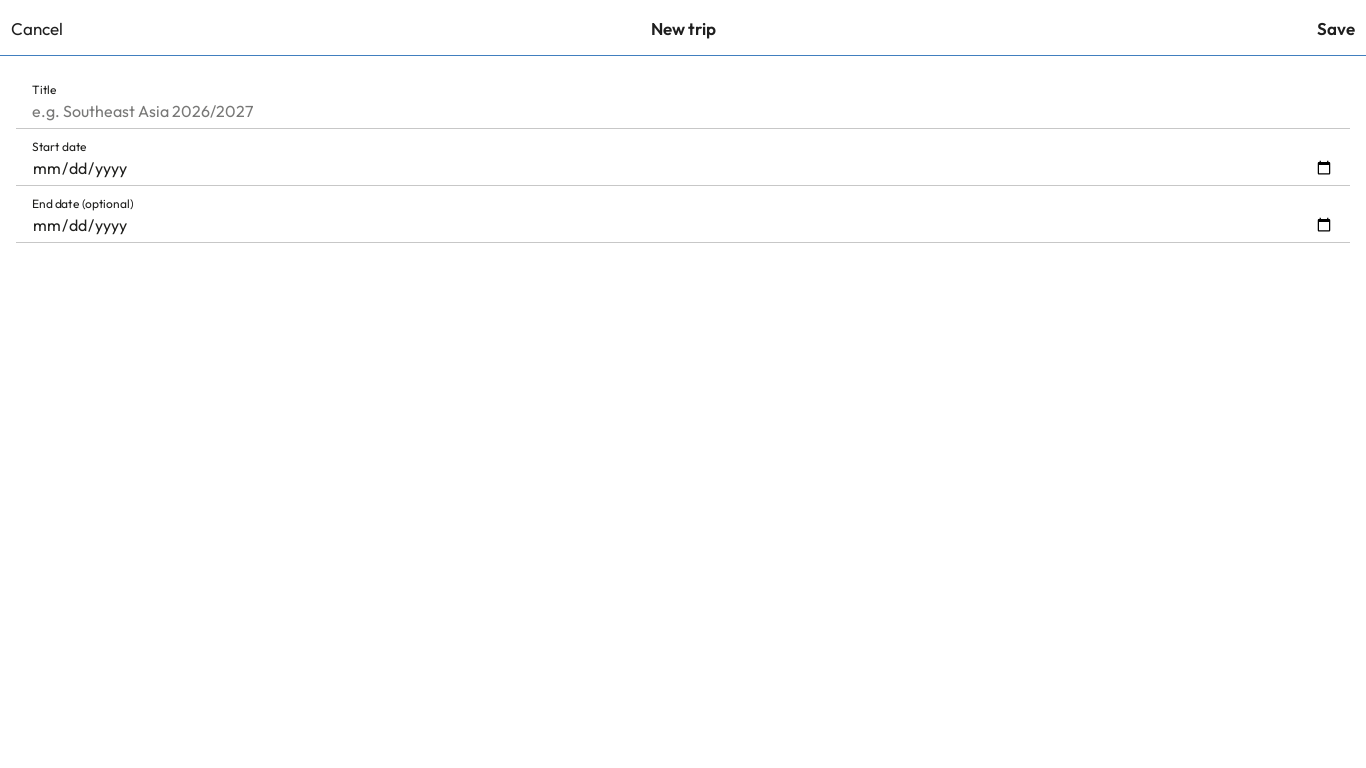 Cancel
New trip
Save
Title
e.g. Southeast Asia 2026/2027
Start date
mm/dd/yyyy
End date (optional)
mm/dd/yyyy